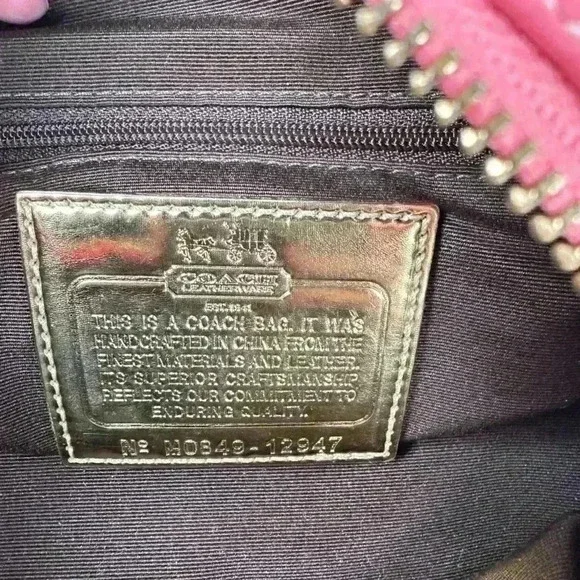 COACH
LEATHERWARE
EST. 1941
THIS IS A COACH BAG. IT WAS
HANDCRAFTED IN CHINA FROM THE
FINEST MATERIALS AND LEATHER.
ITS SUPERIOR CRAFTSMANSHIP
REFLECTS OUR COMMITMENT TO
ENDURING QUALITY.
Nº M0849-12947